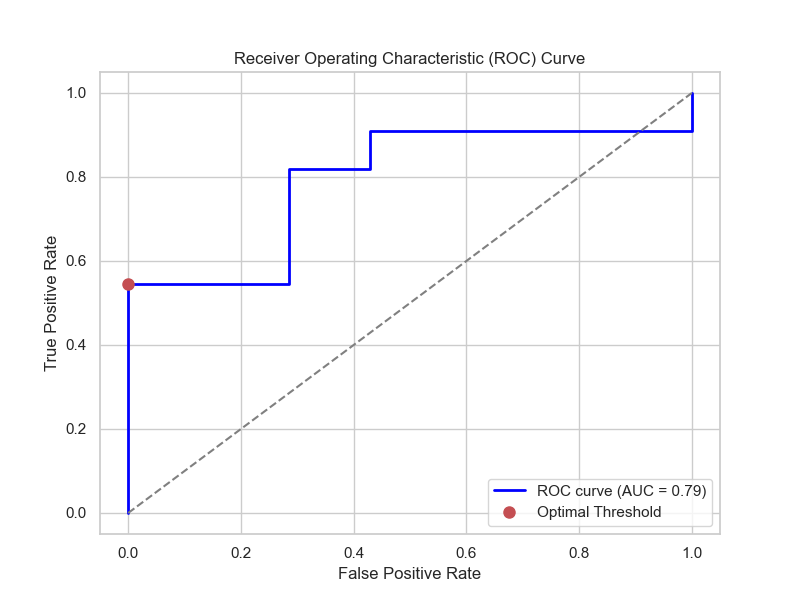 Receiver Operating Characteristic (ROC) Curve
True Positive Rate
1.0
0.8
0.6
0.4
0.2
0.0
0.0 0.2 0.4 0.6 0.8 1.0
False Positive Rate
ROC curve (AUC = 0.79)
Optimal Threshold